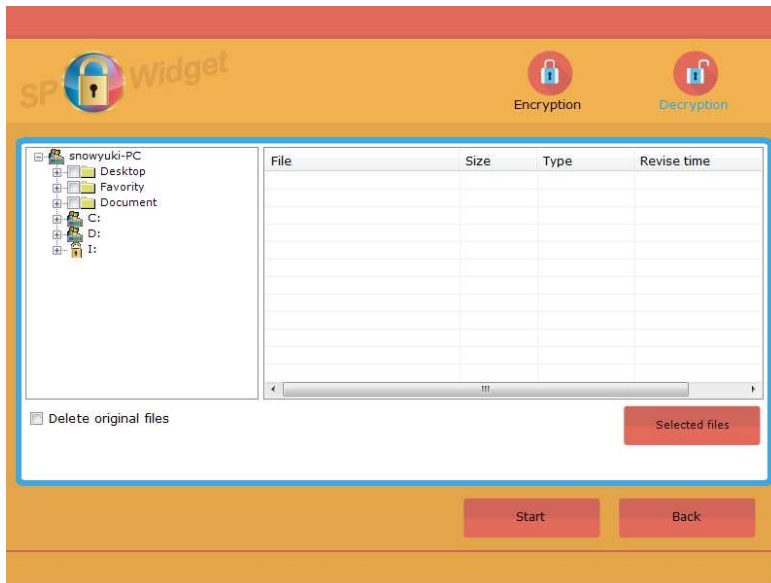 SP Widget
Encryption
Decryption
snowyuki-PC
Desktop
Favority
Document
C:
D:
I:
File Size Type Revise time
Delete original files
Selected files
Start Back